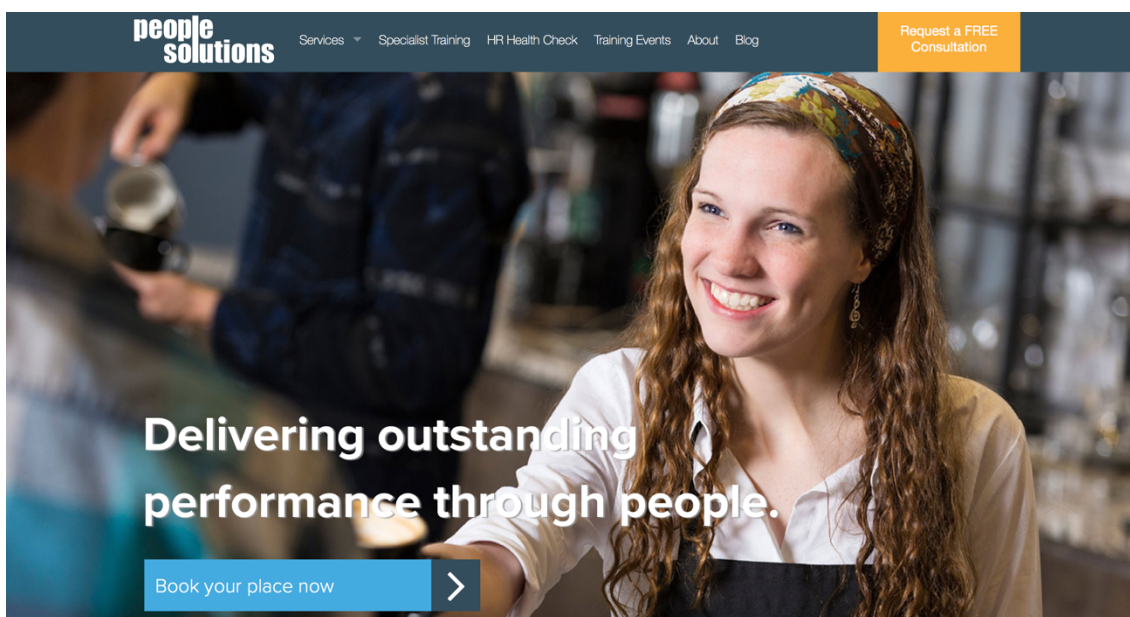 people
solutions
Services
Specialist Training
HR Health Check
Training Events
About
Blog
Request a FREE
Consultation
Delivering outstanding
performance through people.
Book your place now